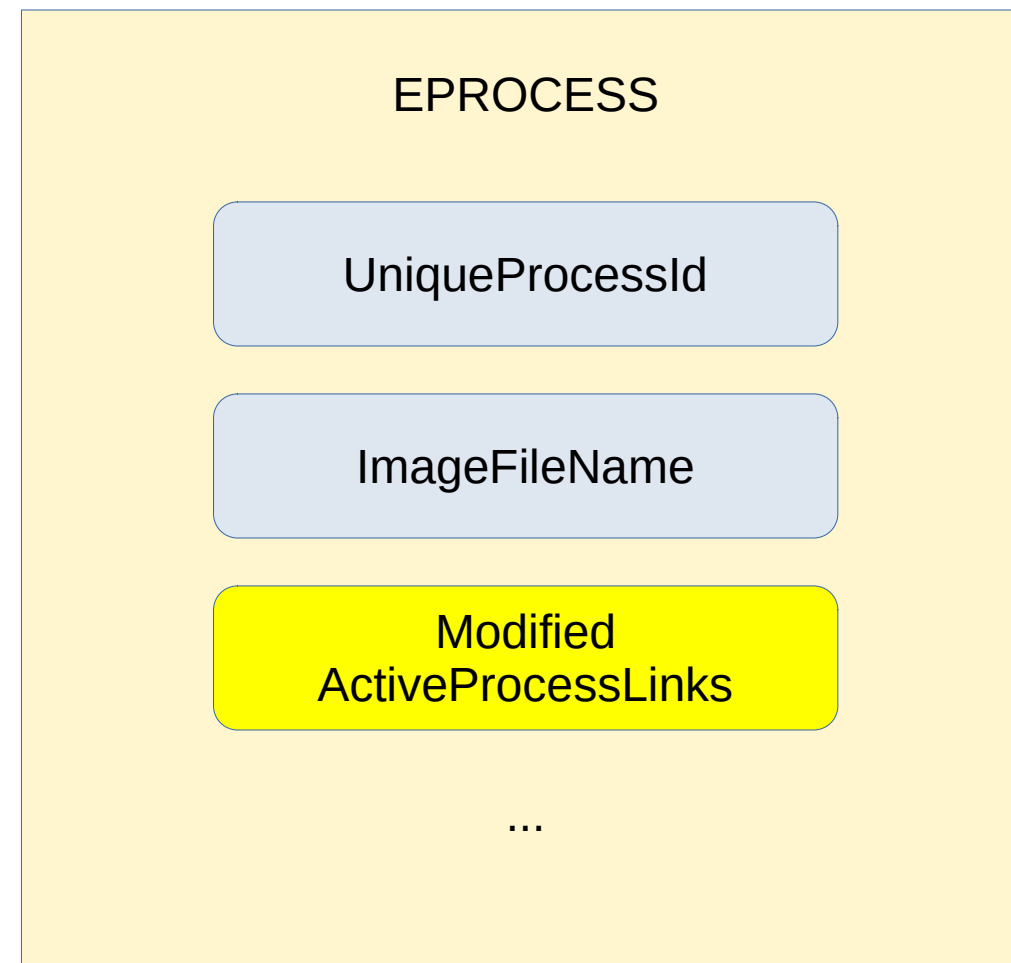 EPROCESS
UniqueProcessId
ImageFileName
Modified
ActiveProcessLinks
...